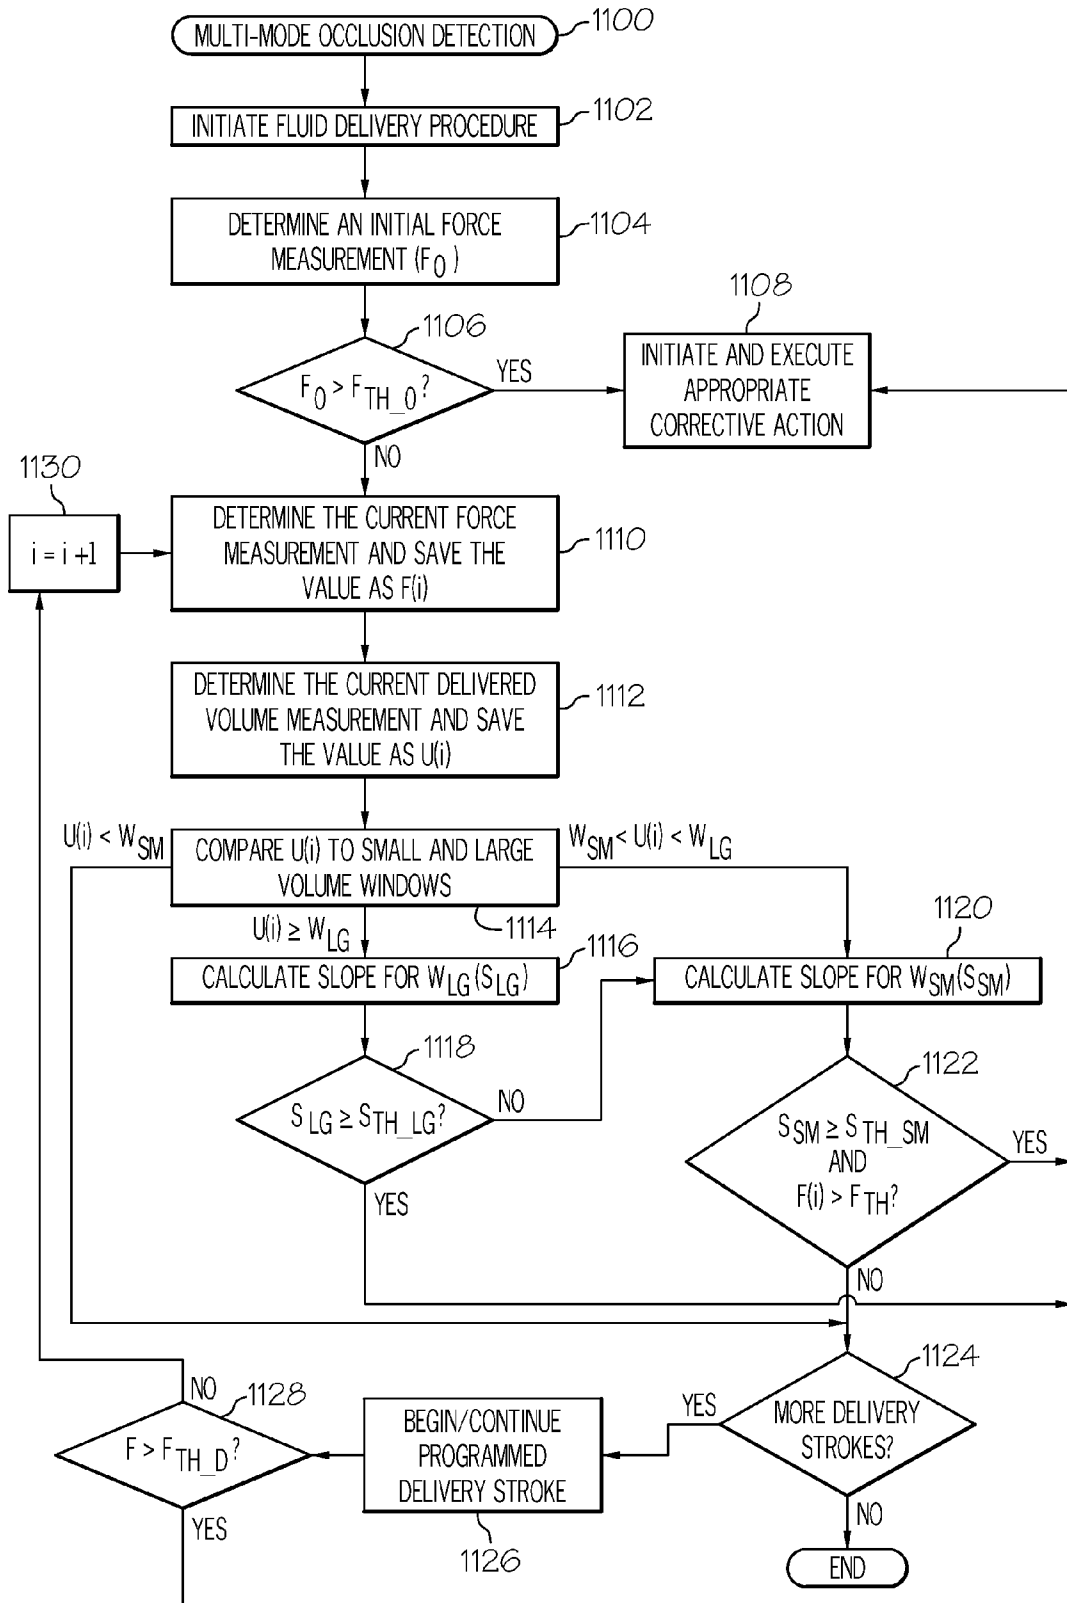 MULTI-MODE OCCLUSION DETECTION
1100
INITIATE FLUID DELIVERY PROCEDURE
1102
DETERMINE AN INITIAL FORCE
MEASUREMENT (F0)
1104
1106
F0 > FTH_0?
YES
NO
1108
INITIATE AND EXECUTE
APPROPRIATE
CORRECTIVE ACTION
1130
i = i +1
DETERMINE THE CURRENT FORCE
MEASUREMENT AND SAVE THE
VALUE AS F(i)
1110
DETERMINE THE CURRENT DELIVERED
VOLUME MEASUREMENT AND SAVE
THE VALUE AS U(i)
1112
U(i) < WSM
COMPARE U(i) TO SMALL AND LARGE
VOLUME WINDOWS
WSM < U(i) < WLG
1114
U(i) ≥ WLG
1116
CALCULATE SLOPE FOR WLG (SLG)
1120
CALCULATE SLOPE FOR WSM(SSM)
1118
SLG ≥ STH_LG?
NO
YES
1122
SSM ≥ STH_SM
AND
F(i) > FTH?
YES
NO
1124
MORE DELIVERY
STROKES?
YES
NO
END
BEGIN/CONTINUE
PROGRAMMED
DELIVERY STROKE
1126
NO
1128
F > FTH_D?
YES